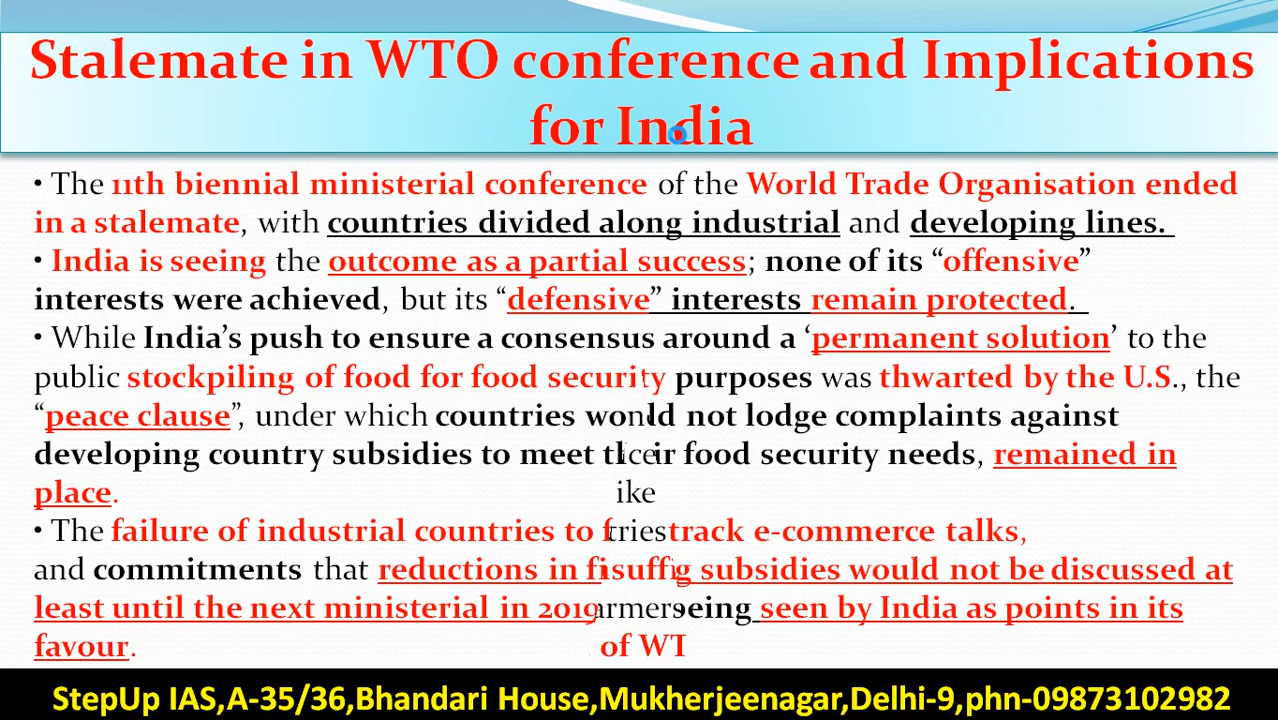 Stalemate in WTO conference and Implications
for India
• The 11th biennial ministerial conference of the World Trade Organisation ended
in a stalemate, with countries divided along industrial and developing lines.
• India is seeing the outcome as a partial success; none of its “offensive”
interests were achieved, but its “defensive” interests remain protected.
• While India’s push to ensure a consensus around a ‘permanent solution’ to the
public stockpiling of food for food security purposes was thwarted by the U.S., the
“peace clause”, under which countries would not lodge complaints against
developing country subsidies to meet their food security needs, remained in
place. ike
• The failure of industrial countries to track e-commerce talks,
and commitments that reductions in subsidies would not be discussed at
least until the next ministerial in 2019 seen by India as points in its
favour. of WT
StepUp IAS,A-35/36,Bhandari House,Mukherjeenagar,Delhi-9,phn-09873102982